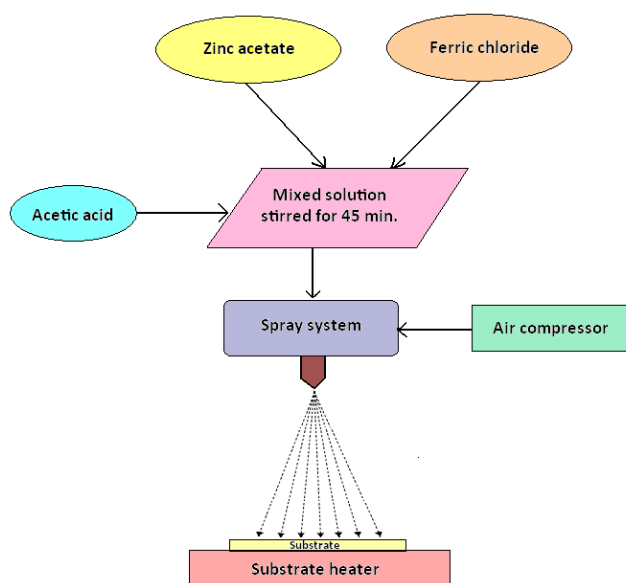 Zinc acetate
Ferric chloride
Mixed solution
stirred for 45 min.
Acetic acid
Spray system
Air compressor
Substrate
Substrate heater